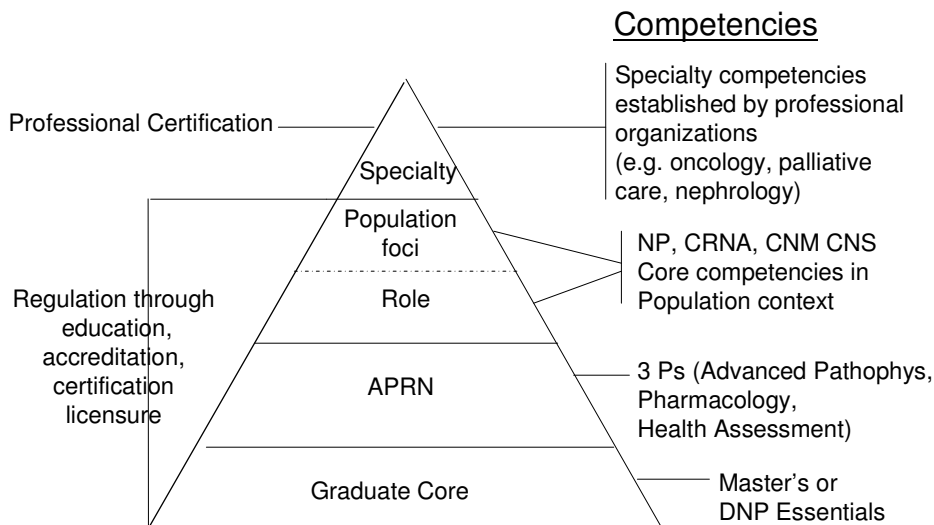 Competencies
Professional Certification
Specialty competencies
established by professional
organizations
(e.g. oncology, palliative
care, nephrology)
Specialty
Population
foci
NP, CRNA, CNM CNS
Core competencies in
Population context
Regulation through
education,
accreditation,
certification
licensure
Role
APRN
3 Ps (Advanced Pathophys,
Pharmacology,
Health Assessment)
Graduate Core
Master's or
DNP Essentials